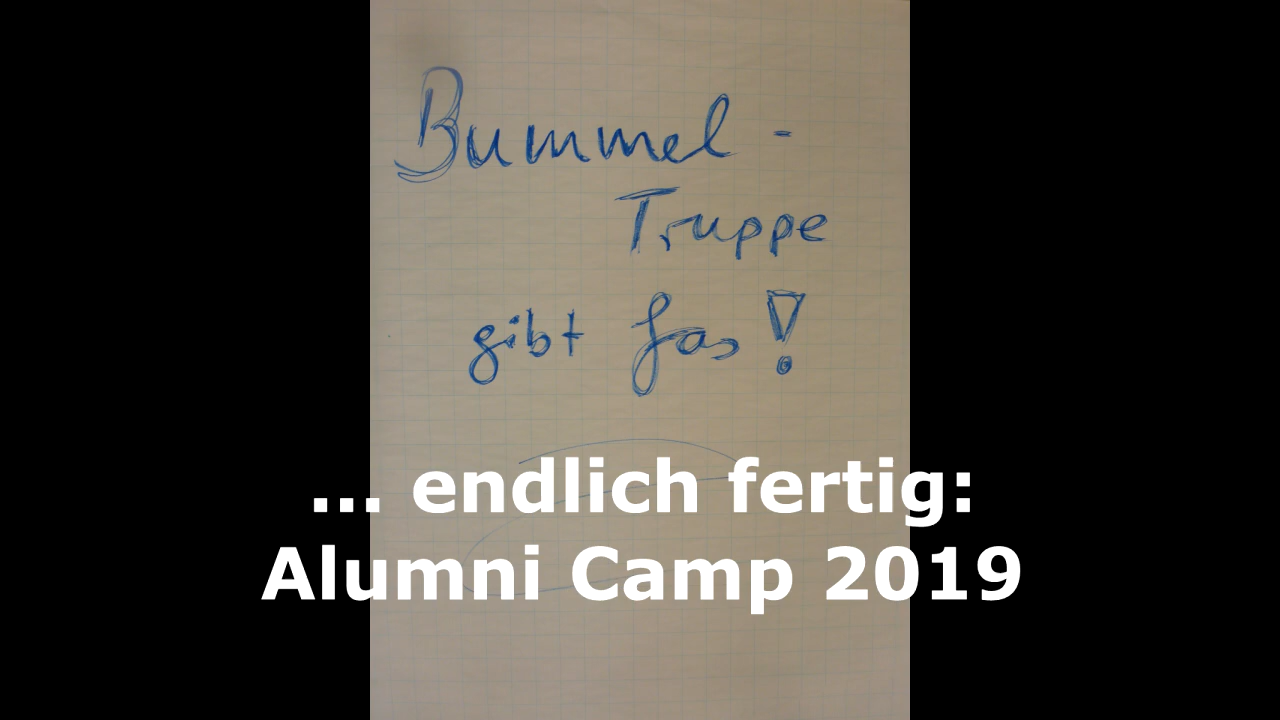 Bummel -
Truppe
gibt Gas!
... endlich fertig:
Alumni Camp 2019